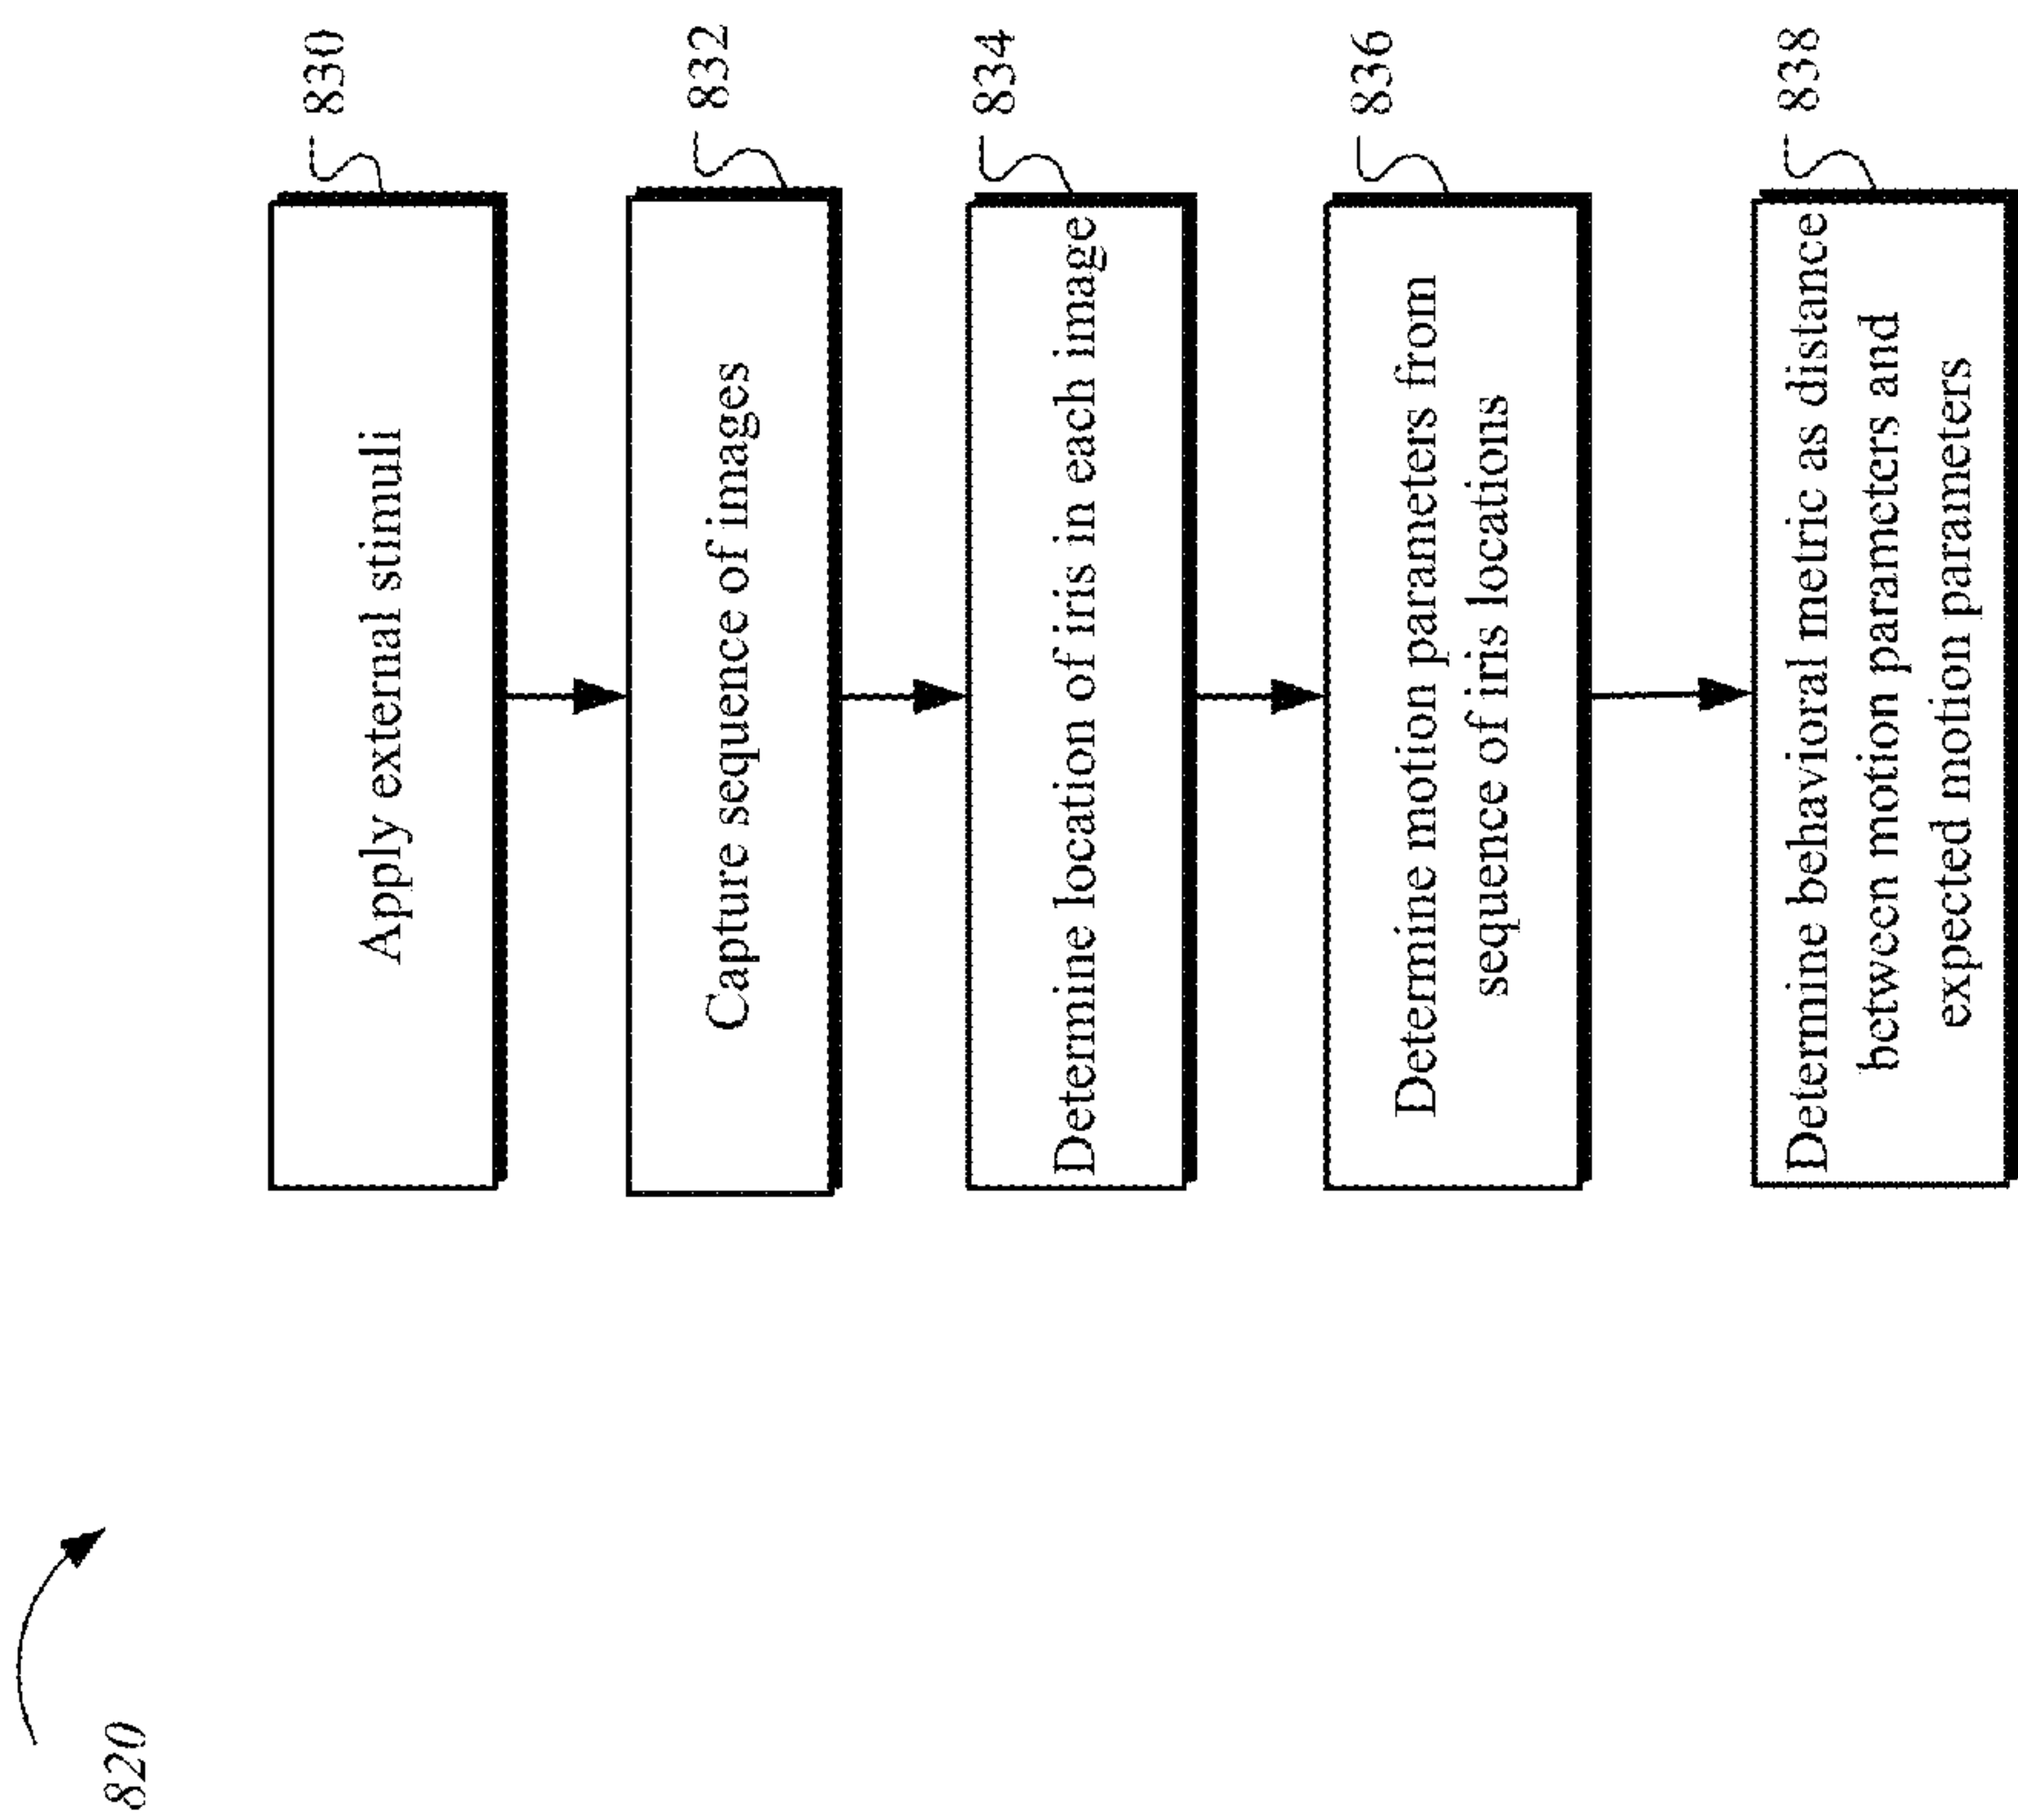 820
Apply external stimuli
830
Capture sequence of images
832
Determine location of iris in each image
834
Determine motion parameters from
sequence of iris locations
836
Determine behavioral metric as distance
between motion parameters and
expected motion parameters
838